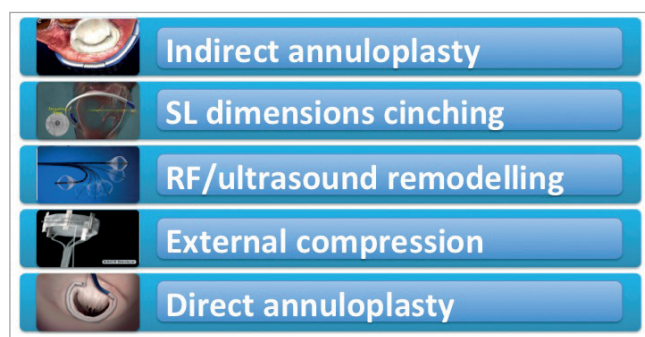 Indirect annuloplasty
SL dimensions cinching
RF/ultrasound remodelling
External compression
Direct annuloplasty